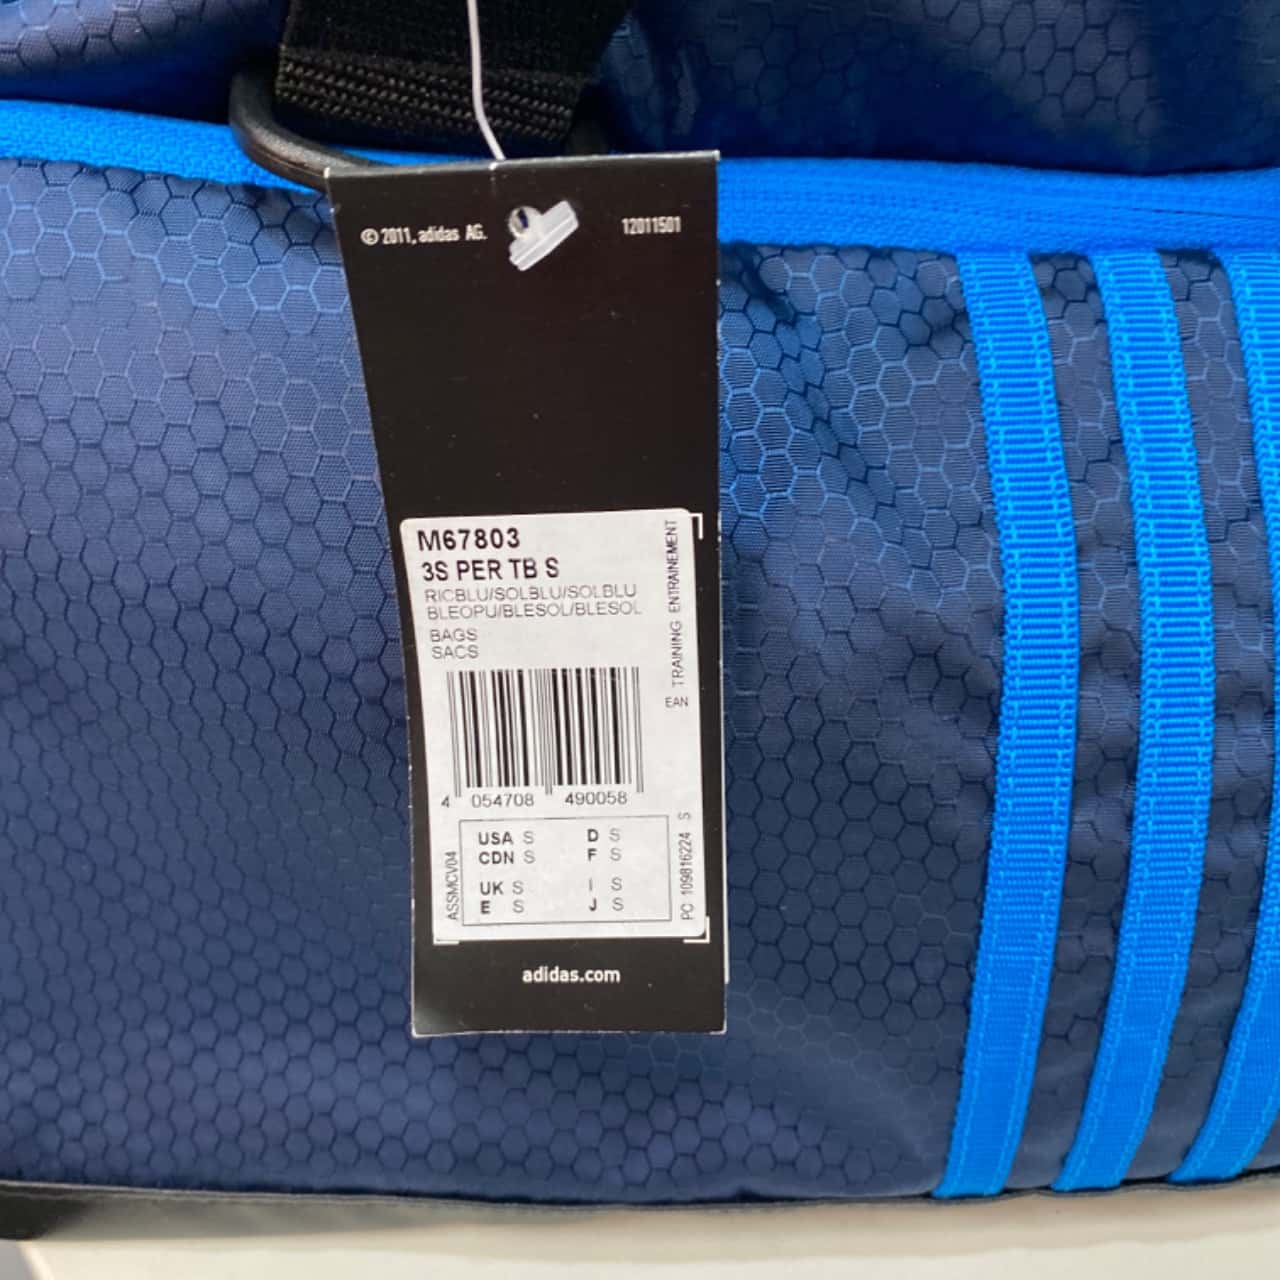 © 2011, adidas AG. 12011501
M67803
3S PER TB S
RICBLU/SOLBLU/SOLBLU
BLEOPU/BLESOL/BLESOL
BAGS
SACS
TRAINING ENTRAINEMENT
EAN
4 054708 490058
USA S D S
CDN S F S
UK S I S
E S J S
ASSMCV04
PC 109816224 S
adidas.com